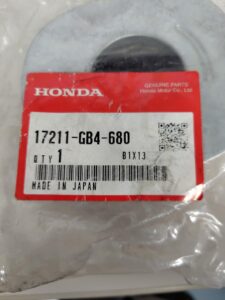 HONDA
GENUINE PARTS
Honda Motor Co., Ltd.
17211-GB4-680
QTY 1 B1X13
MADE IN JAPAN